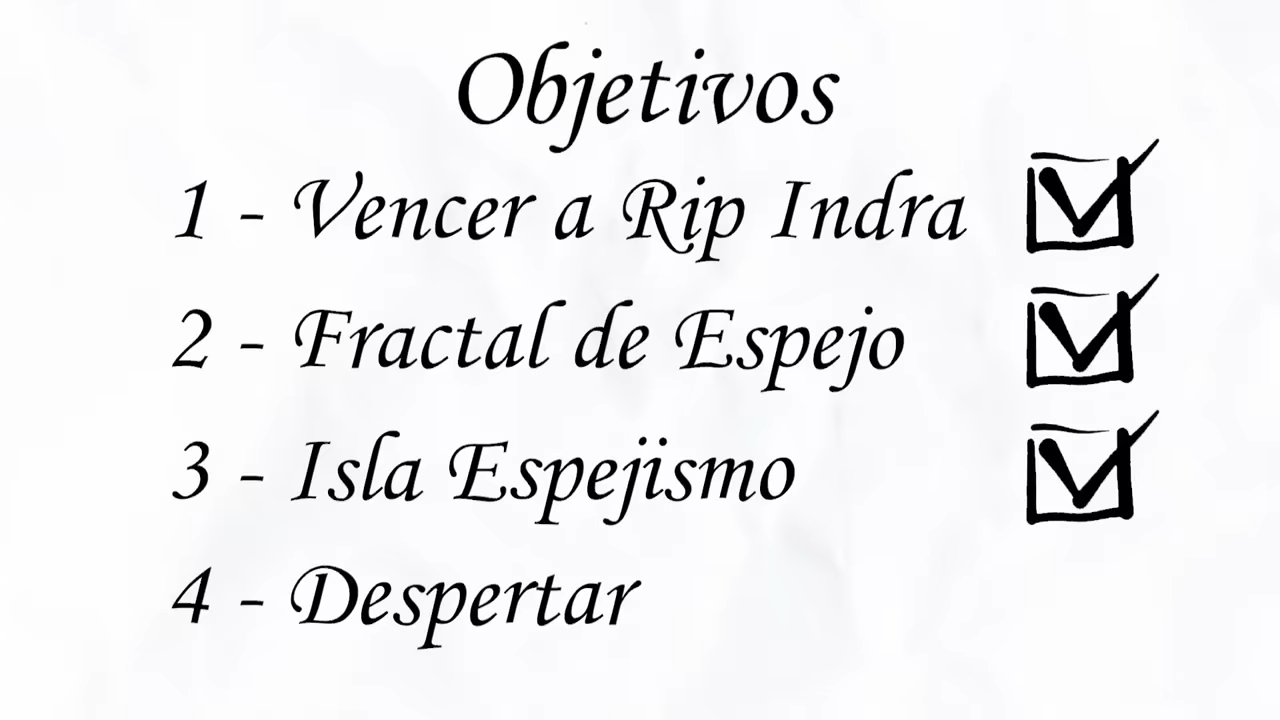 Objetivos
1 - Vencer a Rip Indra
2 - Fractal de Espejo
3 - Isla Espejismo
4 - Despertar